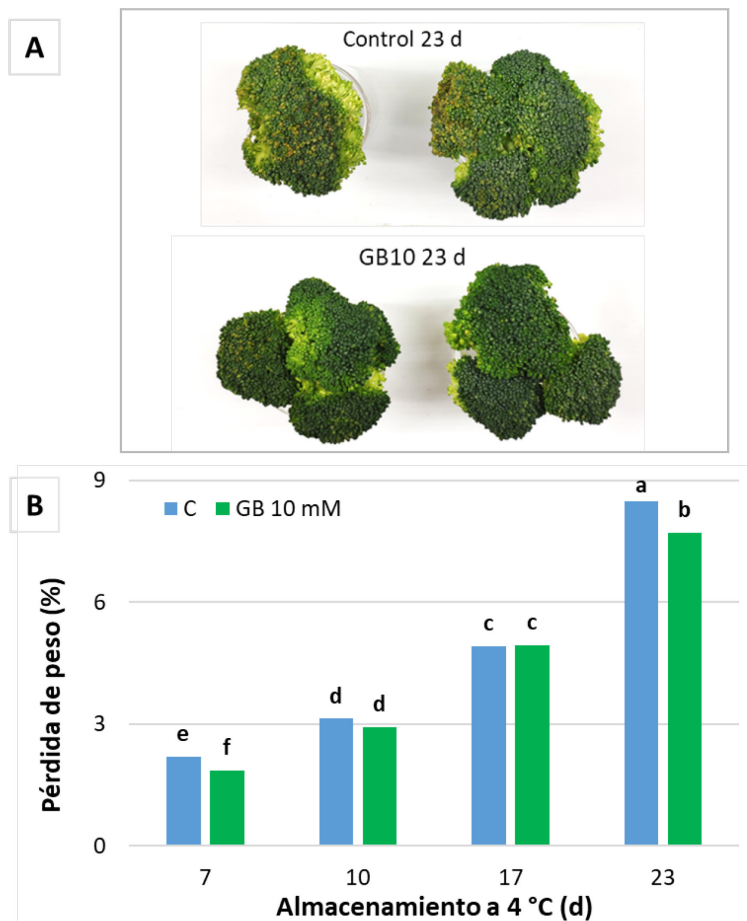 A
Control 23 d
GB10 23 d
B
9
6
3
0
Pérdida de peso (%)
C
GB 10 mM
e
f
d
d
c
c
a
b
7
10
17
23
Almacenamiento a 4 °C (d)